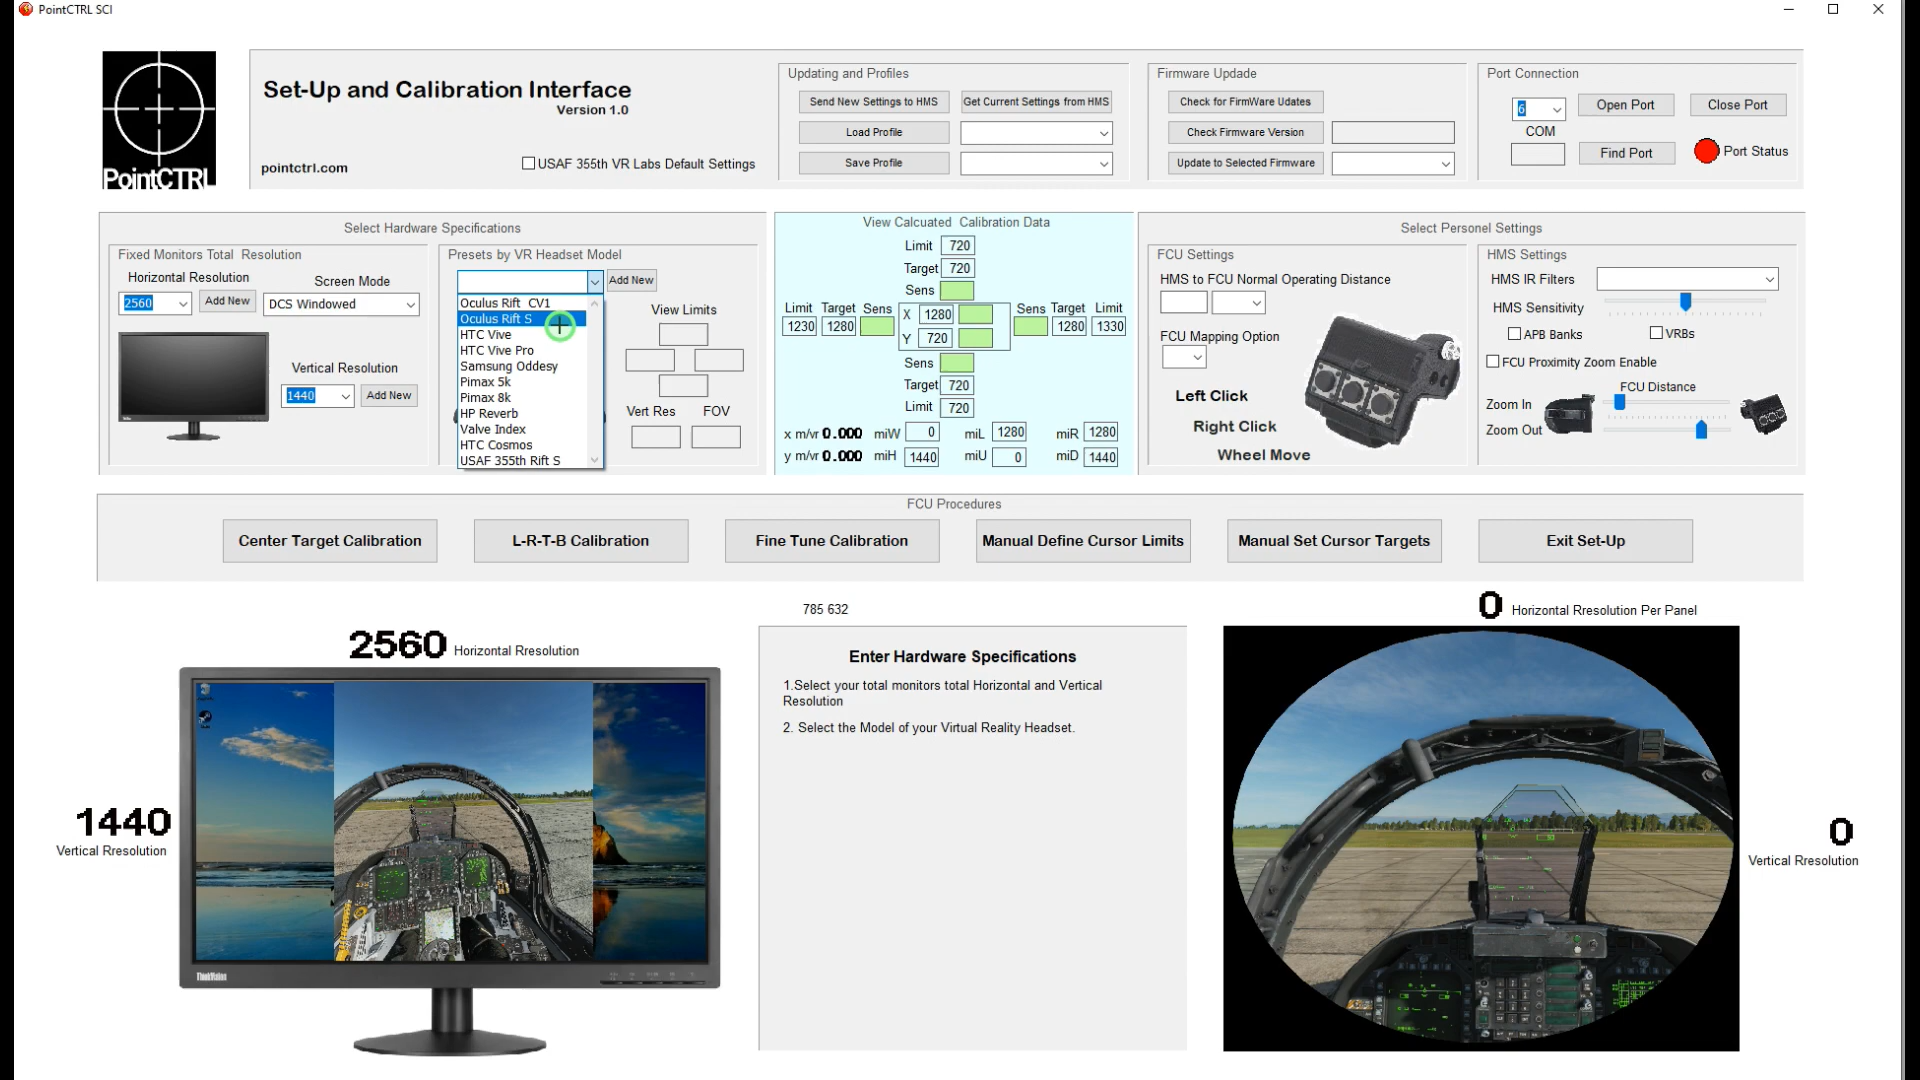 PointCTRL SCI
PointCTRL
Set-Up and Calibration Interface
Version 1.0
pointctrl.com
USAF 355th VR Labs Default Settings
Updating and Profiles
Send New Settings to HMS
Get Current Settings from HMS
Load Profile
Save Profile
Firmware Updade
Check for FirmWare Udates
Check Firmware Version
Update to Selected Firmware
Port Connection
6
Open Port
Close Port
COM
Find Port
Port Status
Select Hardware Specifications
Fixed Monitors Total Resolution
Horizontal Resolution
Screen Mode
2560
Add New
DCS Windowed
Vertical Resolution
1440
Add New
Presets by VR Headset Model
Add New
Oculus Rift CV1
Oculus Rift S
HTC Vive
HTC Vive Pro
Samsung Oddesy
Pimax 5k
Pimax 8k
HP Reverb
Valve Index
HTC Cosmos
USAF 355th Rift S
View Limits
Vert Res
FOV
View Calcuated Calibration Data
Limit 720
Target 720
Sens
Limit Target Sens
1230 1280
X 1280
Y 720
Sens Target Limit
1280 1330
Sens
Target 720
Limit 720
x m/vr 0.000 miW 0 miL 1280 miR 1280
y m/vr 0.000 miH 1440 miU 0 miD 1440
Select Personel Settings
FCU Settings
HMS to FCU Normal Operating Distance
FCU Mapping Option
Left Click
Right Click
Wheel Move
HMS Settings
HMS IR Filters
HMS Sensitivity
APB Banks
VRBs
FCU Proximity Zoom Enable
FCU Distance
Zoom In
Zoom Out
FCU Procedures
Center Target Calibration
L-R-T-B Calibration
Fine Tune Calibration
Manual Define Cursor Limits
Manual Set Cursor Targets
Exit Set-Up
2560 Horizontal Rresolution
1440
Vertical Rresolution
ThinkVision
785 632
Enter Hardware Specifications
1.Select your total monitors total Horizontal and Vertical
Resolution
2. Select the Model of your Virtual Reality Headset.
0 Horizontal Rresolution Per Panel
0
Vertical Rresolution